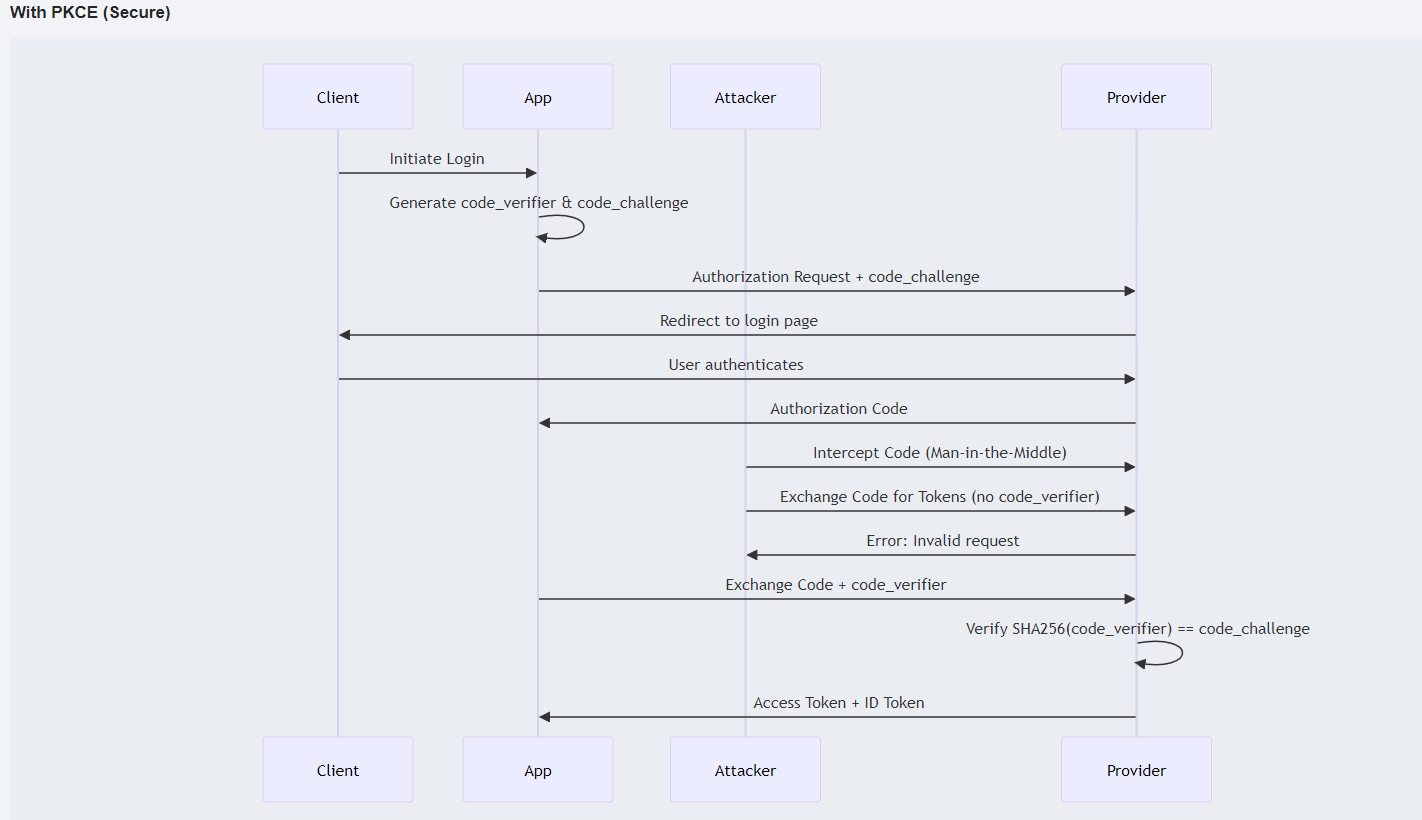 With PKCE (Secure)
Client
App
Attacker
Provider
Initiate Login
Generate code_verifier & code_challenge
Authorization Request + code_challenge
Redirect to login page
User authenticates
Authorization Code
Intercept Code (Man-in-the-Middle)
Exchange Code for Tokens (no code_verifier)
Error: Invalid request
Exchange Code + code_verifier
Verify SHA256(code_verifier) == code_challenge
Access Token + ID Token
Client
App
Attacker
Provider